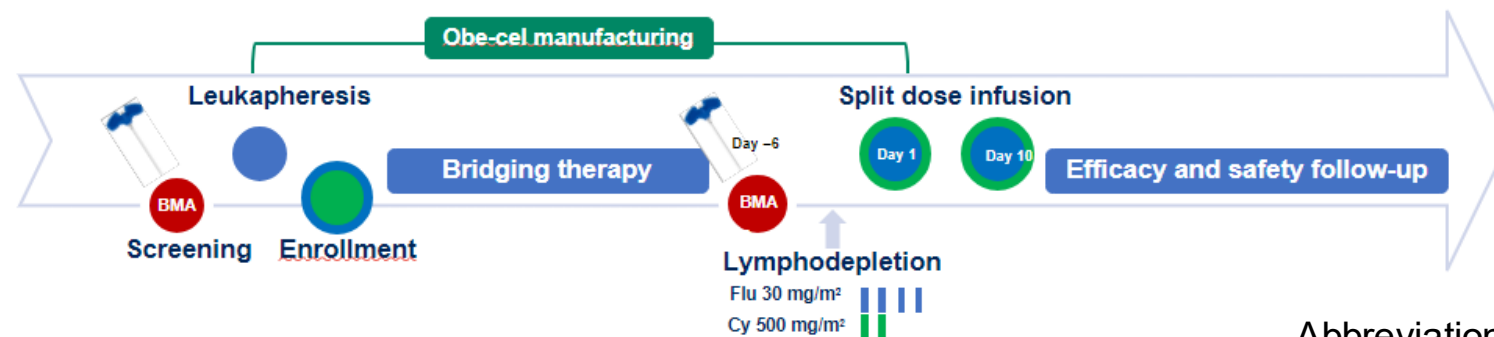 Obe-cel manufacturing
Leukapheresis
Split dose infusion
Day –6
Day 1
Day 10
Bridging therapy
Efficacy and safety follow-up
BMA
BMA
Screening
Enrollment
Lymphodepletion
Flu 30 mg/m²
Cy 500 mg/m²
Abbreviation